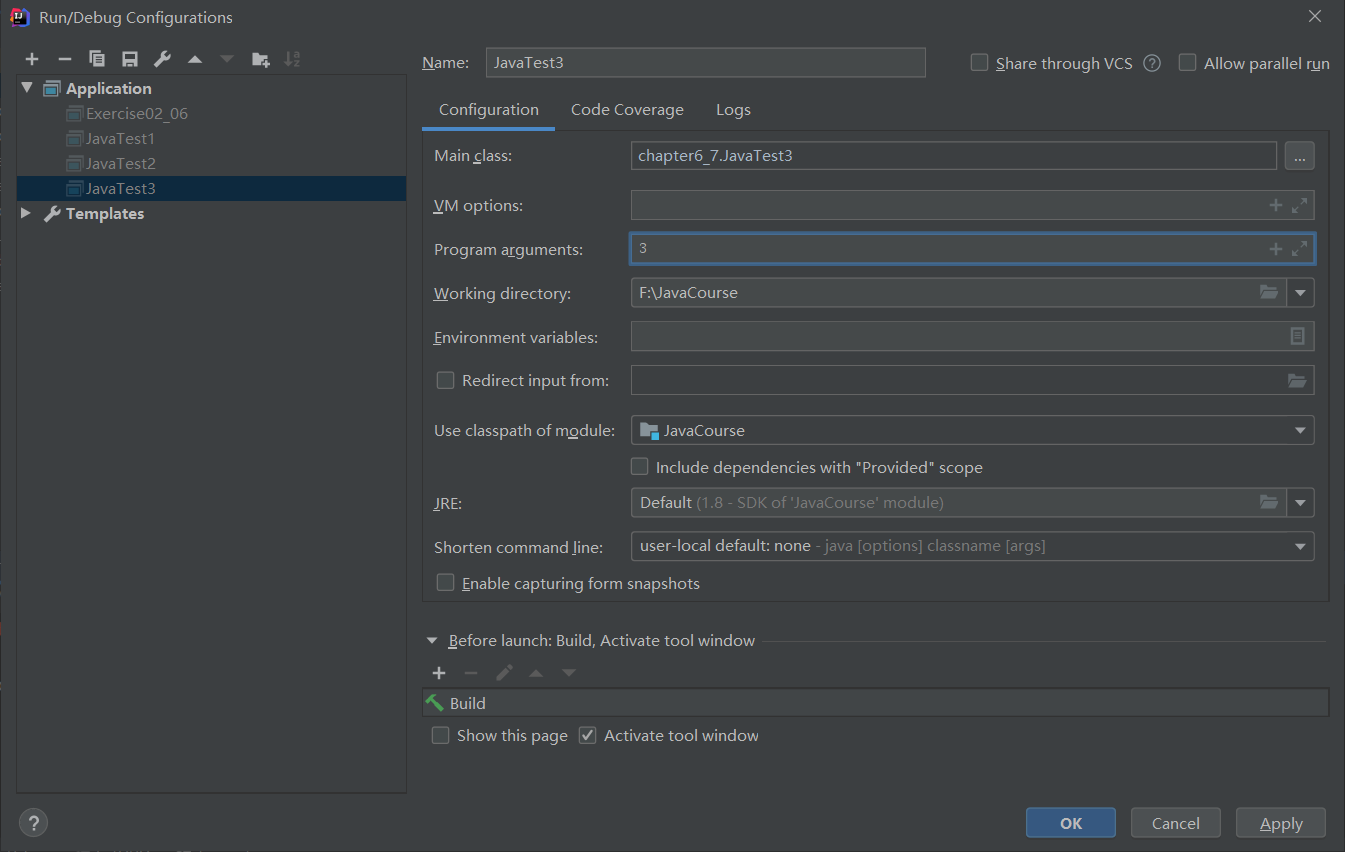 Run/Debug Configurations
Name: JavaTest3 Share through VCS ? Allow parallel run
Application
Exercise02_06
JavaTest1
JavaTest2
JavaTest3
Templates
Configuration Code Coverage Logs
Main class: chapter6_7.JavaTest3 ...
VM options:
Program arguments: 3
Working directory: F:\JavaCourse
Environment variables:
Redirect input from:
Use classpath of module: JavaCourse
Include dependencies with "Provided" scope
JRE: Default (1.8 - SDK of 'JavaCourse' module)
Shorten command line: user-local default: none - java [options] classname [args]
Enable capturing form snapshots
Before launch: Build, Activate tool window
Build
Show this page Activate tool window
? OK Cancel Apply